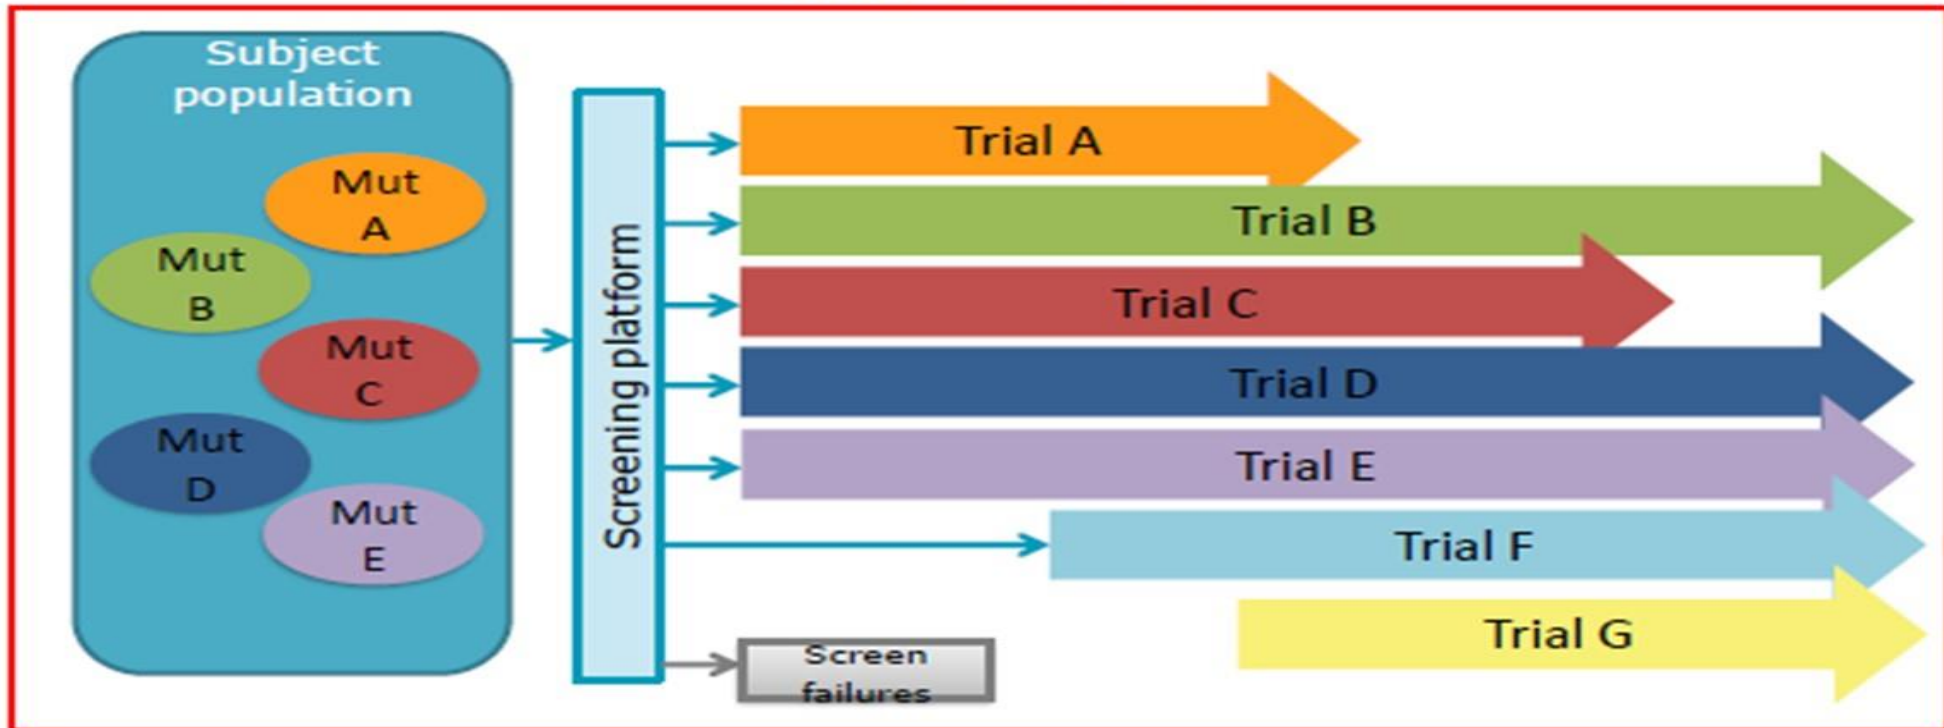 Subject
population
Mut
A
Mut
B
Mut
C
Mut
D
Mut
E
Screening platform
Trial A
Trial B
Trial C
Trial D
Trial E
Trial F
Trial G
Screen
failures